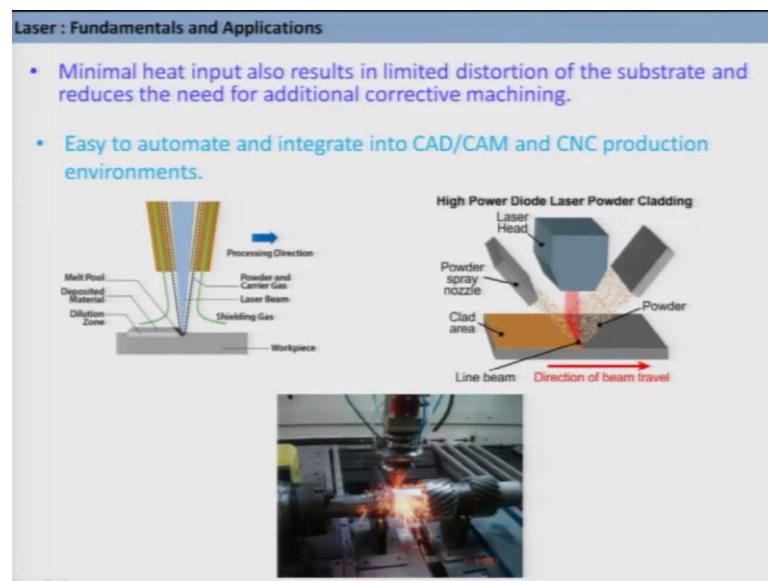 Laser : Fundamentals and Applications
• Minimal heat input also results in limited distortion of the substrate and
reduces the need for additional corrective machining.
• Easy to automate and integrate into CAD/CAM and CNC production
environments.
Processing Direction
Melt Pool
Deposited
Material
Dilution
Zone
Powder and
Carrier Gas
Laser Beam
Shielding Gas
Workpiece
High Power Diode Laser Powder Cladding
Laser
Head
Powder
spray
nozzle
Clad
area
Powder
Line beam
Direction of beam travel